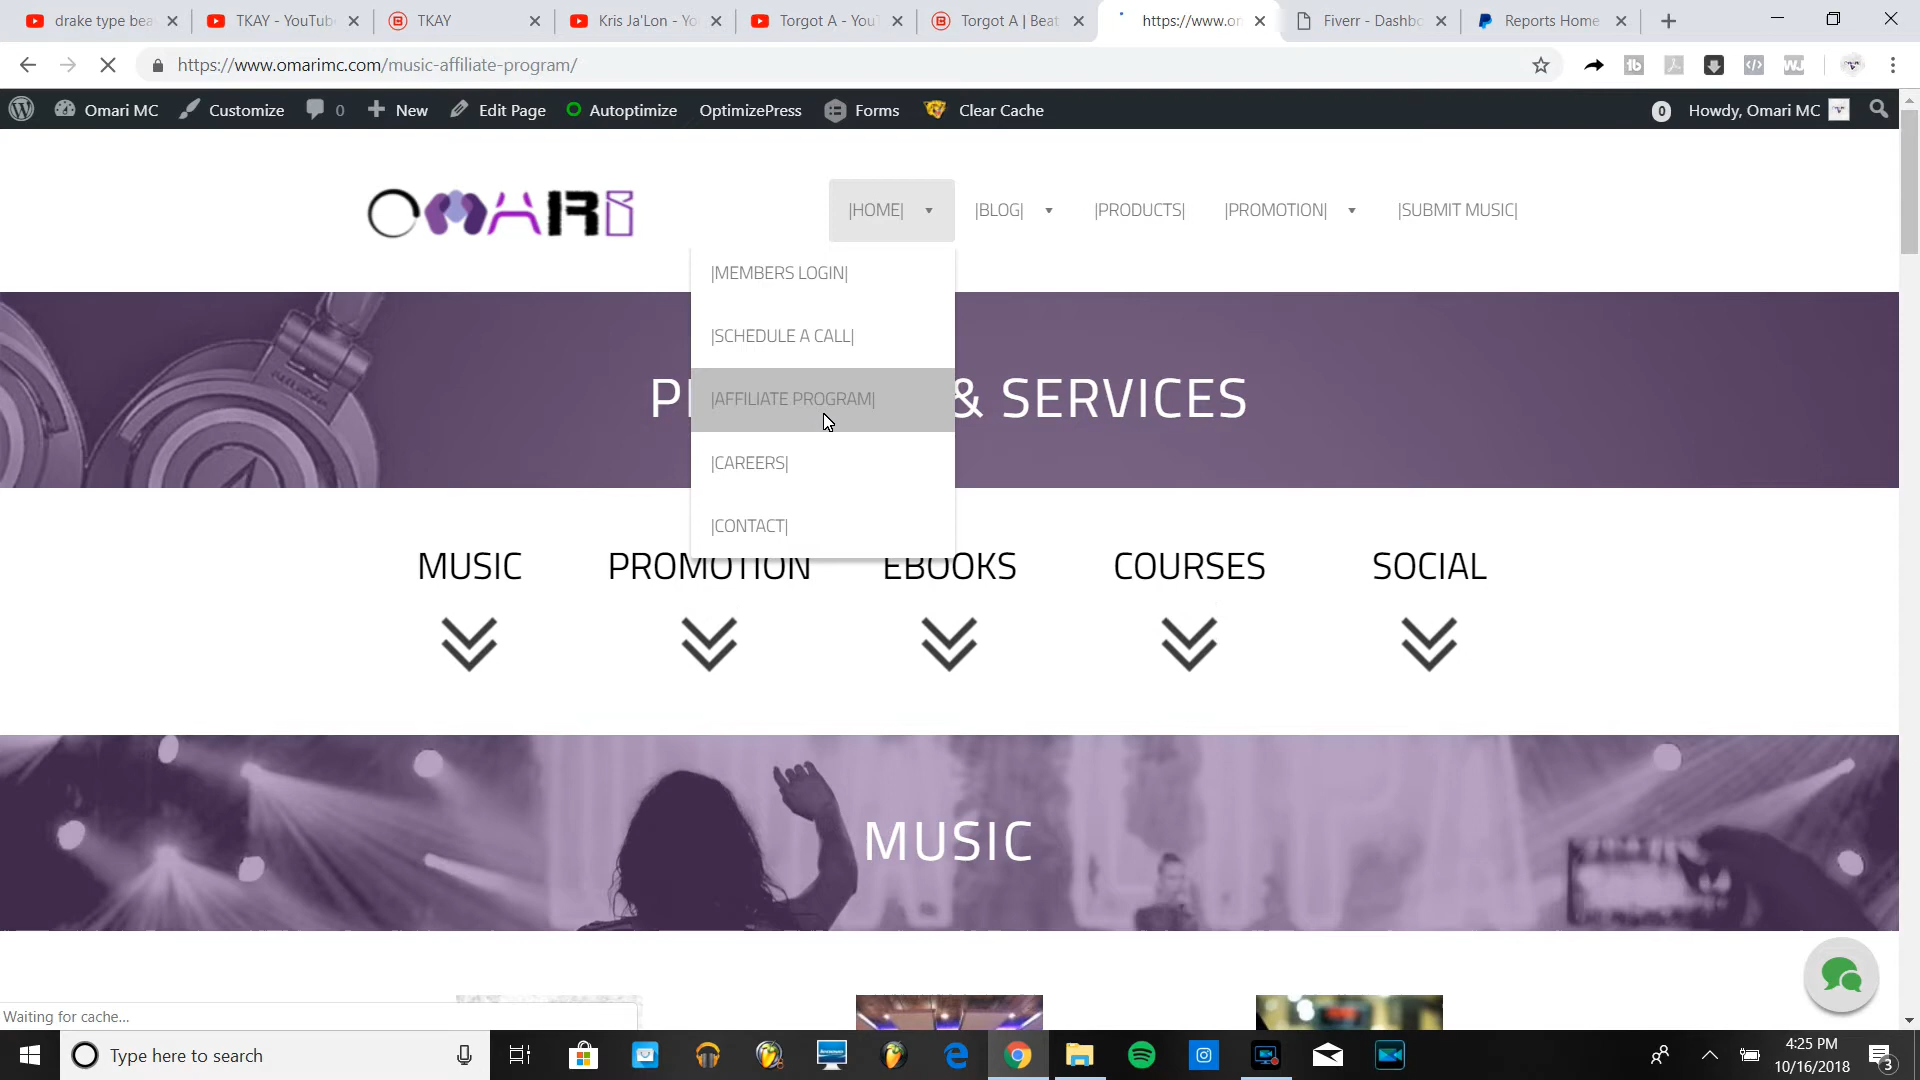 drake type bea
TKAY - YouTub
TKAY
Kris Ja'Lon - Yo
Torgot A - YouT
Torgot A | Beat
https://www.on
Fiverr - Dashbo
Reports Home
https://www.omarimc.com/music-affiliate-program/
Omari MC
Customize
0
New
Edit Page
Autoptimize
OptimizePress
Forms
Clear Cache
0
Howdy, Omari MC
OMARI
|HOME|
|BLOG|
|PRODUCTS|
|PROMOTION|
|SUBMIT MUSIC|
|MEMBERS LOGIN|
|SCHEDULE A CALL|
|AFFILIATE PROGRAM|
|CAREERS|
|CONTACT|
& SERVICES
MUSIC
PROMOTION
EBOOKS
COURSES
SOCIAL
MUSIC
Waiting for cache...
Type here to search
4:25 PM
10/16/2018
3